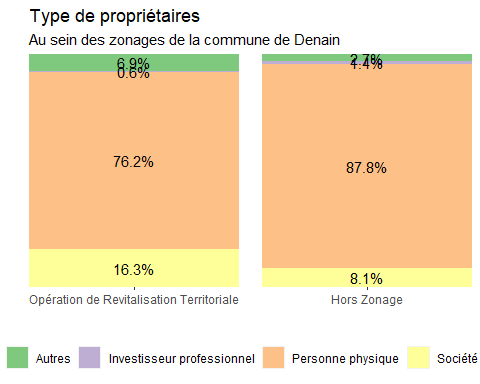 Type de propriétaires
Au sein des zonages de la commune de Denain
6.9%
0.6%
76.2%
16.3%
2.7%
1.4%
87.8%
8.1%
Opération de Revitalisation Territoriale
Hors Zonage
Autres
Investisseur professionnel
Personne physique
Société